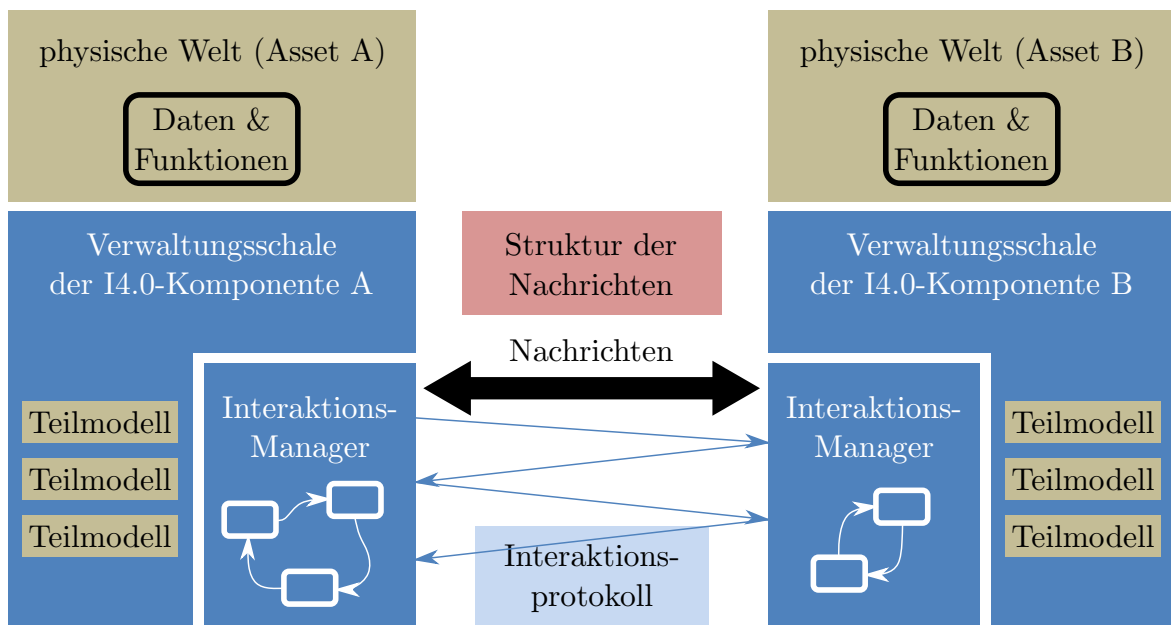 physische Welt (Asset A)
Daten &
Funktionen
physische Welt (Asset B)
Daten &
Funktionen
Verwaltungsschale
der I4.0-Komponente A
Struktur der
Nachrichten
Verwaltungsschale
der I4.0-Komponente B
Nachrichten
Teilmodell
Teilmodell
Teilmodell
Interaktions-
Manager
Interaktions-
Manager
Teilmodell
Teilmodell
Teilmodell
Interaktions-
protokoll